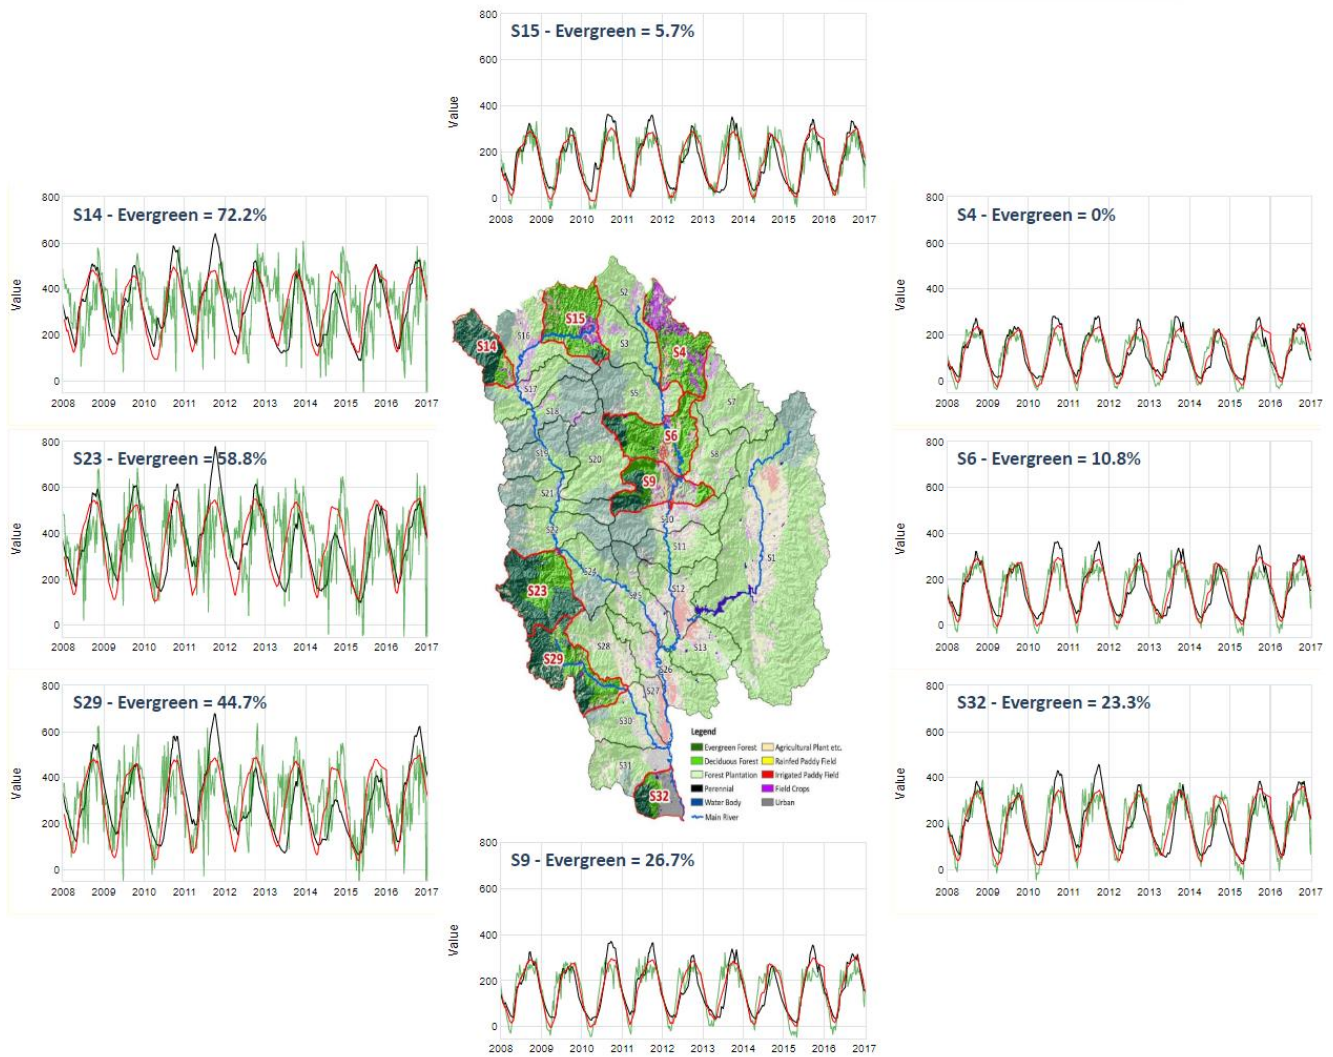 S15 - Evergreen = 5.7%
800
600
400
200
0
Value
2008 2009 2010 2011 2012 2013 2014 2015 2016 2017
S14 - Evergreen = 72.2%
800
600
400
200
0
Value
2008 2009 2010 2011 2012 2013 2014 2015 2016 2017
S4 - Evergreen = 0%
800
600
400
200
0
Value
2008 2009 2010 2011 2012 2013 2014 2015 2016 2017
S23 - Evergreen = 58.8%
800
600
400
200
0
Value
2008 2009 2010 2011 2012 2013 2014 2015 2016 2017
S6 - Evergreen = 10.8%
800
600
400
200
0
Value
2008 2009 2010 2011 2012 2013 2014 2015 2016 2017
S29 - Evergreen = 44.7%
800
600
400
200
0
Value
2008 2009 2010 2011 2012 2013 2014 2015 2016 2017
S32 - Evergreen = 23.3%
800
600
400
200
0
Value
2008 2009 2010 2011 2012 2013 2014 2015 2016 2017
S2
S15
S16
S3
S14
S4
S17
S5
S7
S18
S6
S19
S20
S8
S9
S21
S10
S22
S11
S1
S24
S23
S25
S12
S28
S13
S29
S26
S27
S30
S31
S32
Legend
Evergreen Forest Agricultural Plant etc.
Deciduous Forest Rainfed Paddy Field
Forest Plantation Irrigated Paddy Field
Perennial Field Crops
Water Body Urban
Main River
S9 - Evergreen = 26.7%
800
600
400
200
0
Value
2008 2009 2010 2011 2012 2013 2014 2015 2016 2017